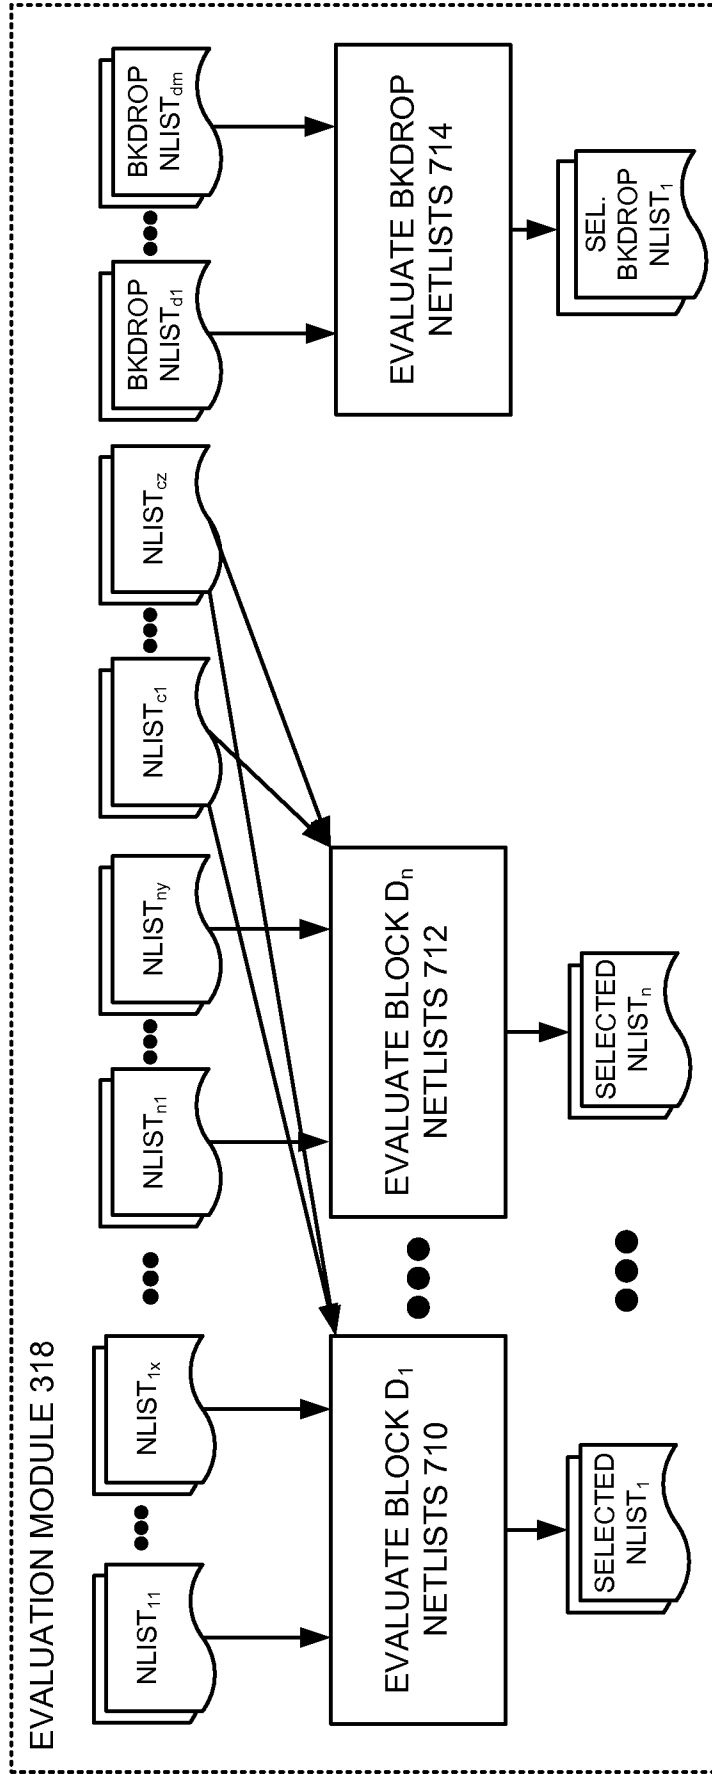 EVALUATION MODULE 318
NLIST11
NLIST1x
NLISTn1
NLISTny
NLISTc1
NLISTcz
BKDROP
NLISTd1
BKDROP
NLISTdm
EVALUATE BLOCK D1
NETLISTS 710
EVALUATE BLOCK Dn
NETLISTS 712
EVALUATE BKDROP
NETLISTS 714
SELECTED
NLIST1
SELECTED
NLISTn
SEL.
BKDROP
NLIST1